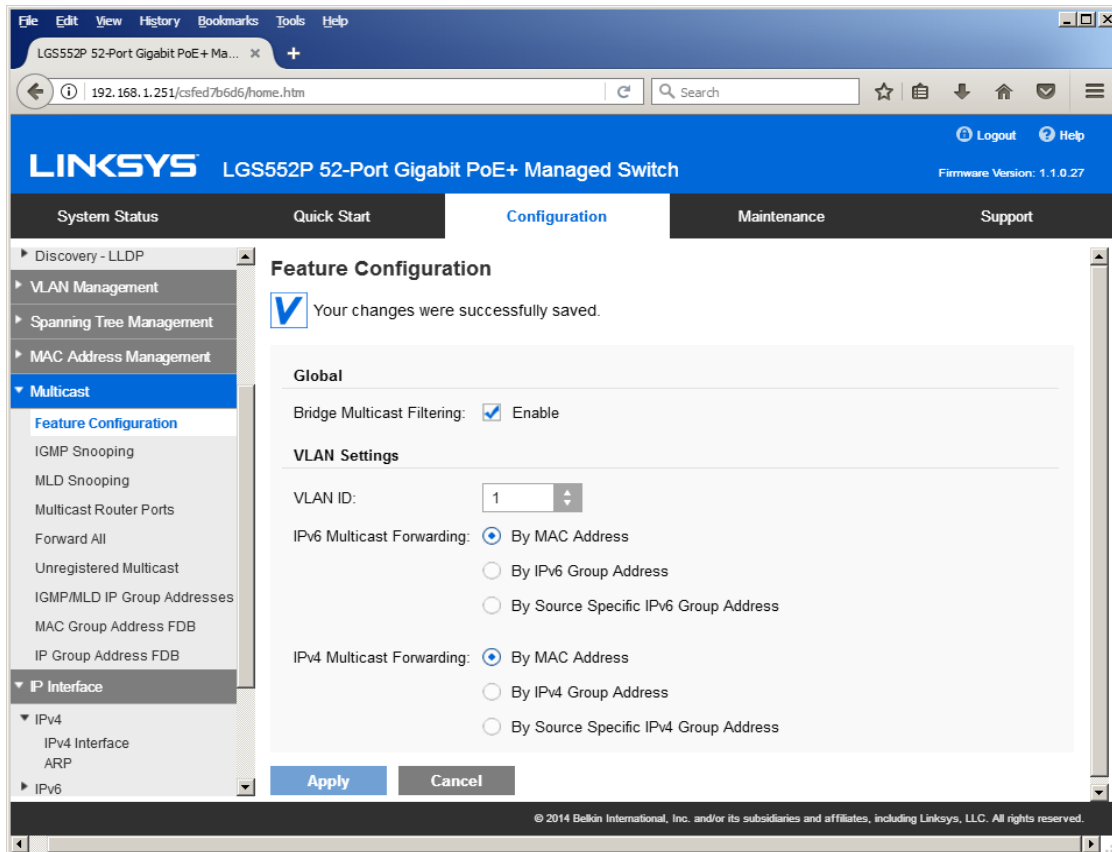 File Edit View History Bookmarks Tools Help
LGS552P 52-Port Gigabit PoE+ Ma...
192.168.1.251/csfed7b6d6/home.htm
Search
Logout Help
LINKSYS LGS552P 52-Port Gigabit PoE+ Managed Switch
Firmware Version: 1.1.0.27
System Status Quick Start Configuration Maintenance Support
Discovery - LLDP
VLAN Management
Spanning Tree Management
MAC Address Management
Multicast
Feature Configuration
IGMP Snooping
MLD Snooping
Multicast Router Ports
Forward All
Unregistered Multicast
IGMP/MLD IP Group Addresses
MAC Group Address FDB
IP Group Address FDB
IP Interface
IPv4
IPv4 Interface
ARP
IPv6
Feature Configuration
Your changes were successfully saved.
Global
Bridge Multicast Filtering: Enable
VLAN Settings
VLAN ID: 1
IPv6 Multicast Forwarding: By MAC Address
By IPv6 Group Address
By Source Specific IPv6 Group Address
IPv4 Multicast Forwarding: By MAC Address
By IPv4 Group Address
By Source Specific IPv4 Group Address
Apply Cancel
© 2014 Belkin International, Inc. and/or its subsidiaries and affiliates, including Linksys, LLC. All rights reserved.